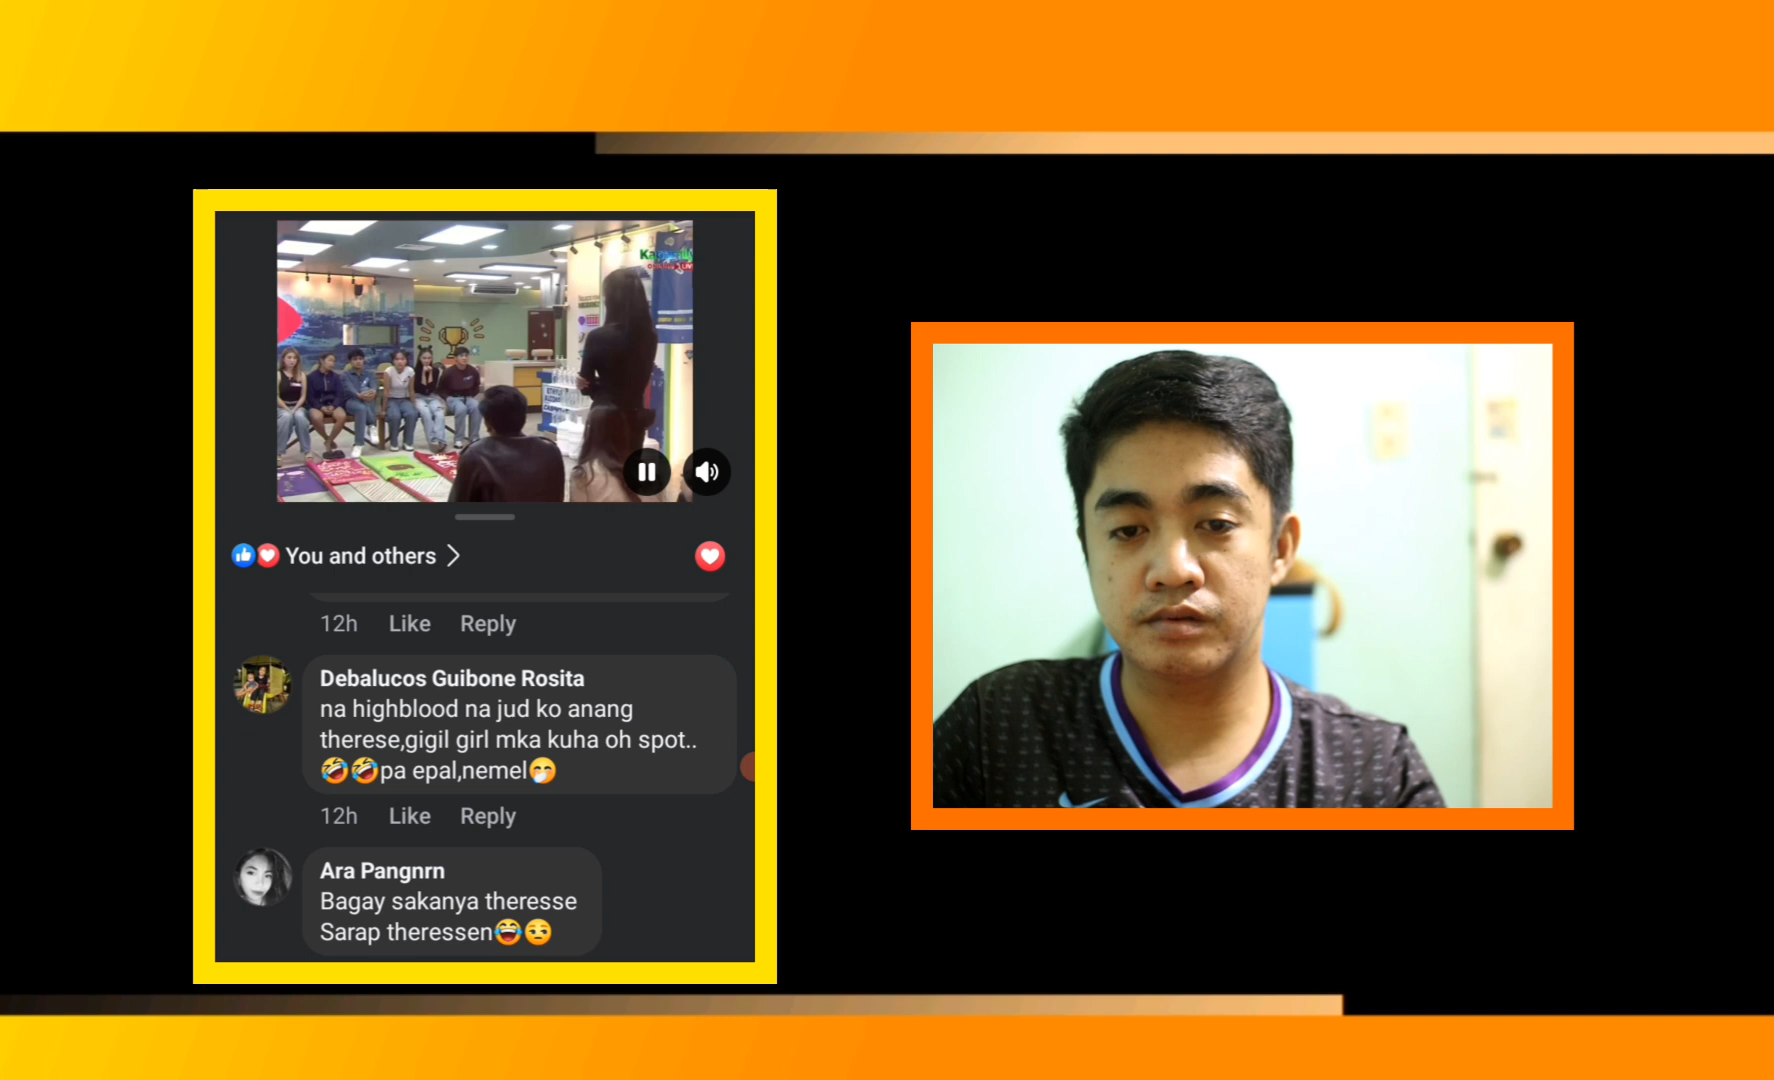 You and others
12h Like Reply
Debalucos Guibone Rosita
na highblood na jud ko anang
therese,gigil girl mka kuha oh spot..
🤣🤣pa epal,nemel🤭
12h Like Reply
Ara Pangnrn
Bagay sakanya theresse
Sarap theressen😂😒